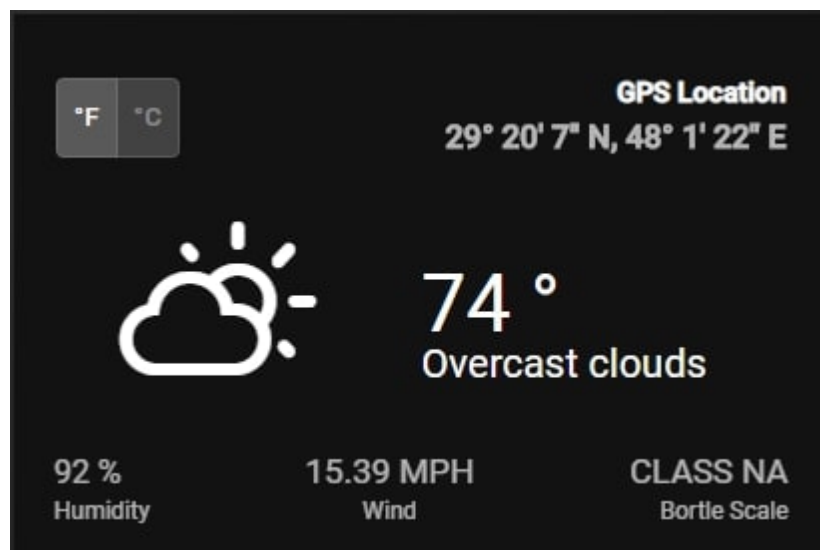 °F °C
GPS Location
29° 20' 7" N, 48° 1' 22" E
74 °
Overcast clouds
92 % 15.39 MPH CLASS NA
Humidity Wind Bortle Scale